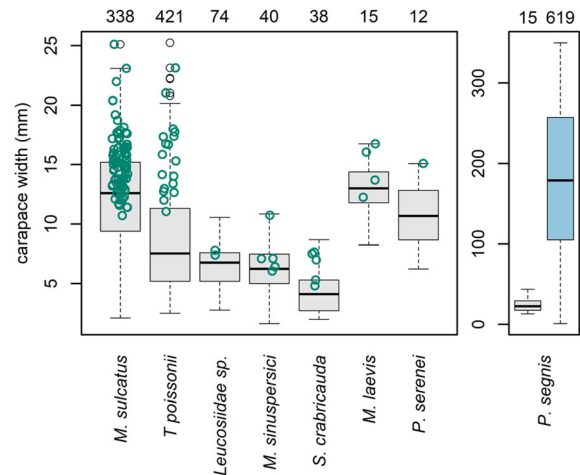 338 421 74 40 38 15 12 15 619
carapace width (mm)
25
20
15
10
5
300
200
100
0
M. sulcatus
T poissonii
Leucosiidae sp.
M. sinuspersici
S. crabricauda
M. laevis
P. serenei
P. segnis